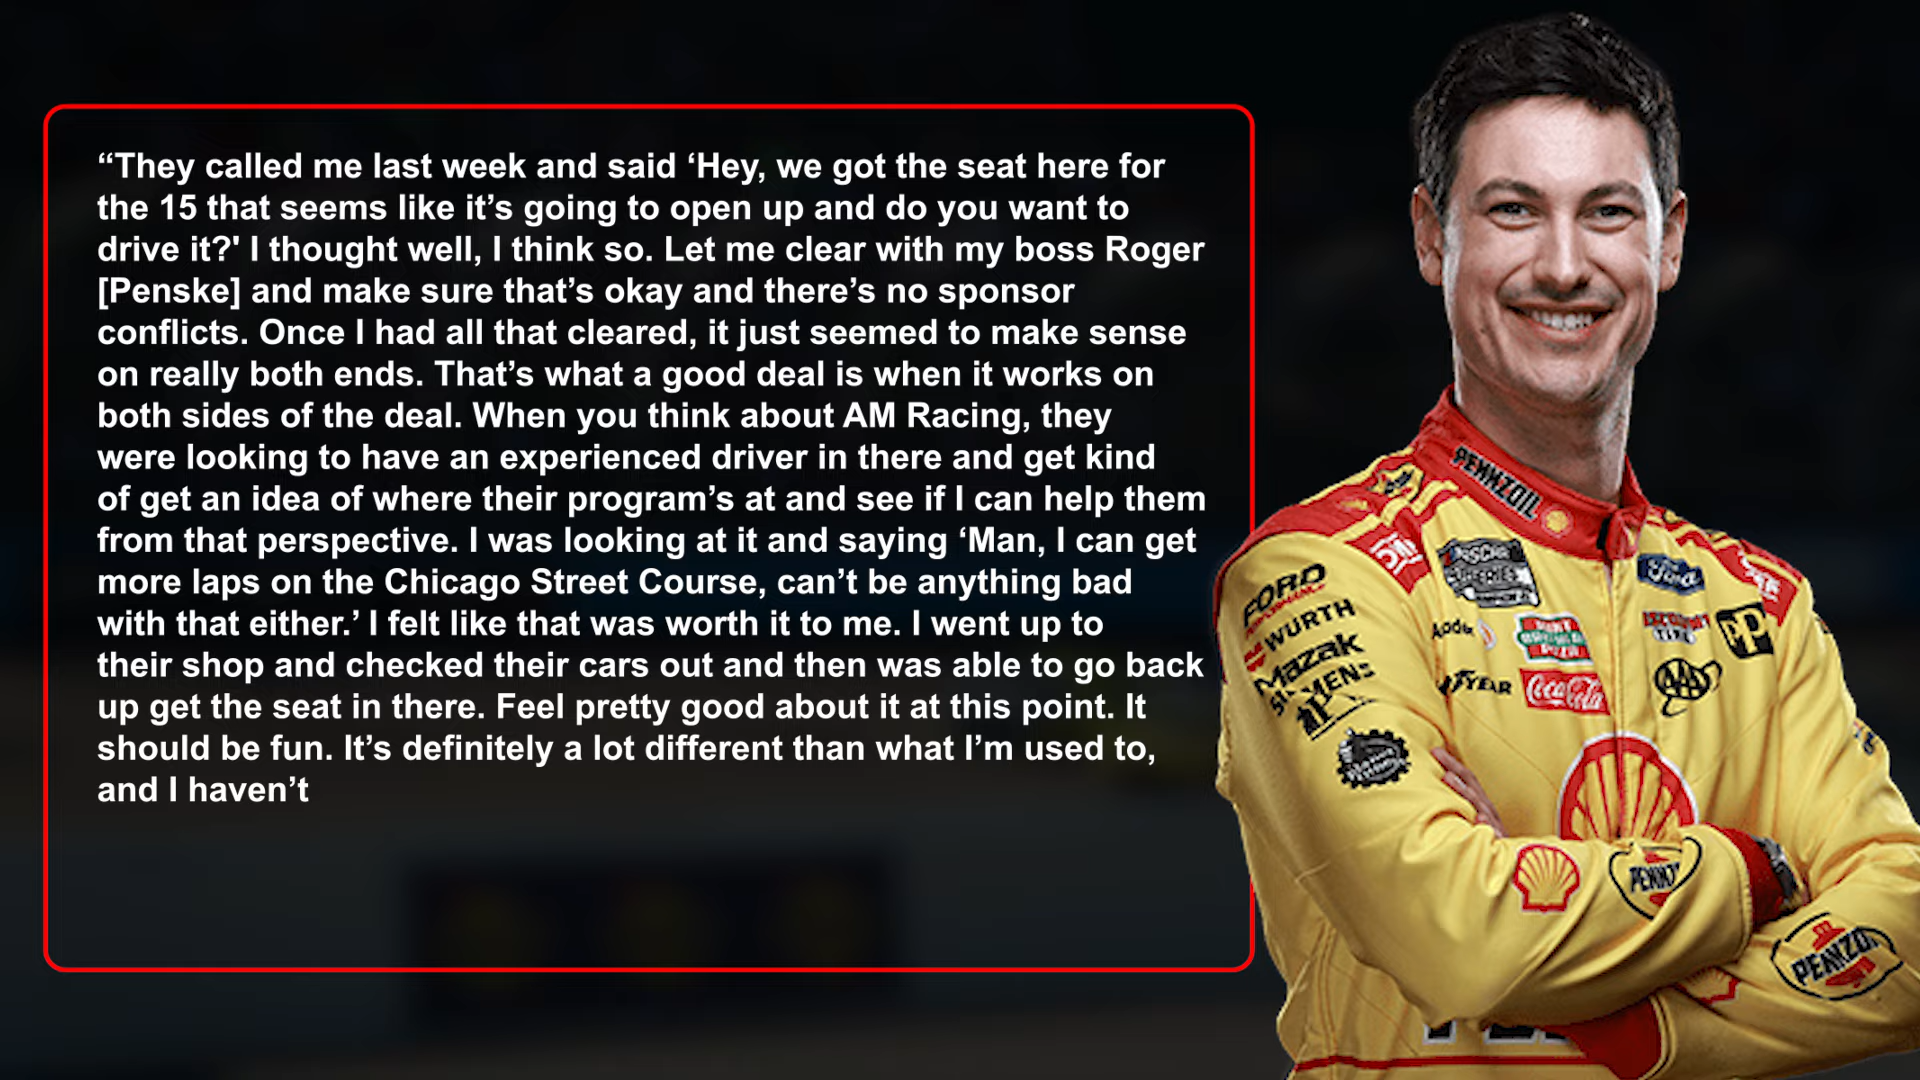 “They called me last week and said ‘Hey, we got the seat here for
the 15 that seems like it’s going to open up and do you want to
drive it?' I thought well, I think so. Let me clear with my boss Roger
[Penske] and make sure that’s okay and there’s no sponsor
conflicts. Once I had all that cleared, it just seemed to make sense
on really both ends. That’s what a good deal is when it works on
both sides of the deal. When you think about AM Racing, they
were looking to have an experienced driver in there and get kind
of get an idea of where their program’s at and see if I can help them
from that perspective. I was looking at it and saying ‘Man, I can get
more laps on the Chicago Street Course, can’t be anything bad
with that either.’ I felt like that was worth it to me. I went up to
their shop and checked their cars out and then was able to go back
up get the seat in there. Feel pretty good about it at this point. It
should be fun. It’s definitely a lot different than what I’m used to,
and I haven’t
PENNZOIL
NASCAR
Ford
FORD
PERFORMANCE
WURTH
Mazak
Coca-Cola
AAA